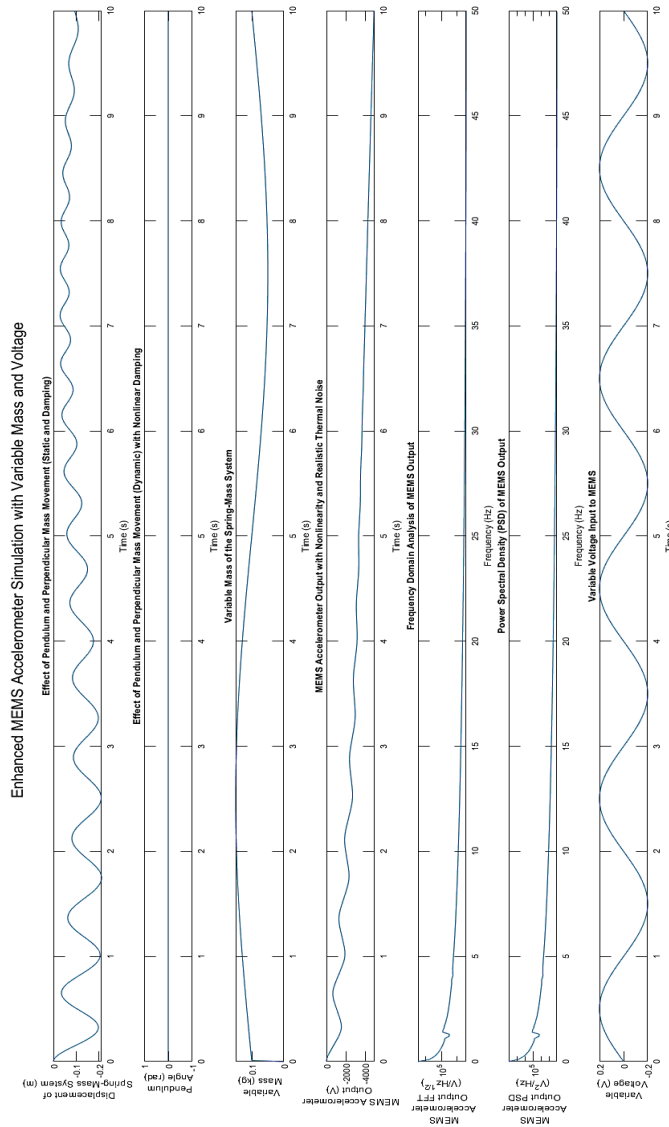 Enhanced MEMS Accelerometer Simulation with Variable Mass and Voltage
Effect of Pendulum and Perpendicular Mass Movement (Static and Damping)
Displacement of
Spring-Mass System (m)
0
-0.1
-0.2
0 1 2 3 4 5 6 7 8 9 10
Time (s)
Effect of Pendulum and Perpendicular Mass Movement (Dynamic) with Nonlinear Damping
Pendulum
Angle (rad)
1
0
-1
0 1 2 3 4 5 6 7 8 9 10
Time (s)
Variable Mass of the Spring-Mass System
Variable
Mass (kg)
0.1
0 1 2 3 4 5 6 7 8 9 10
Time (s)
MEMS Accelerometer Output with Nonlinearity and Realistic Thermal Noise
MEMS Accelerometer
Output (V)
0
-2000
-4000
0 1 2 3 4 5 6 7 8 9 10
Time (s)
Frequency Domain Analysis of MEMS Output
MEMS
Accelerometer
Output FFT
10⁵
0 5 10 15 20 25 30 35 40 45 50
Frequency (Hz)
Power Spectral Density (PSD) of MEMS Output
MEMS
Accelerometer
Output PSD
(V²/Hz)
10⁵
0 5 10 15 20 25 30 35 40 45 50
Frequency (Hz)
Variable Voltage Input to MEMS
Variable
Voltage (V)
0.2
0
-0.2
0 1 2 3 4 5 6 7 8 9 10
Time (s)